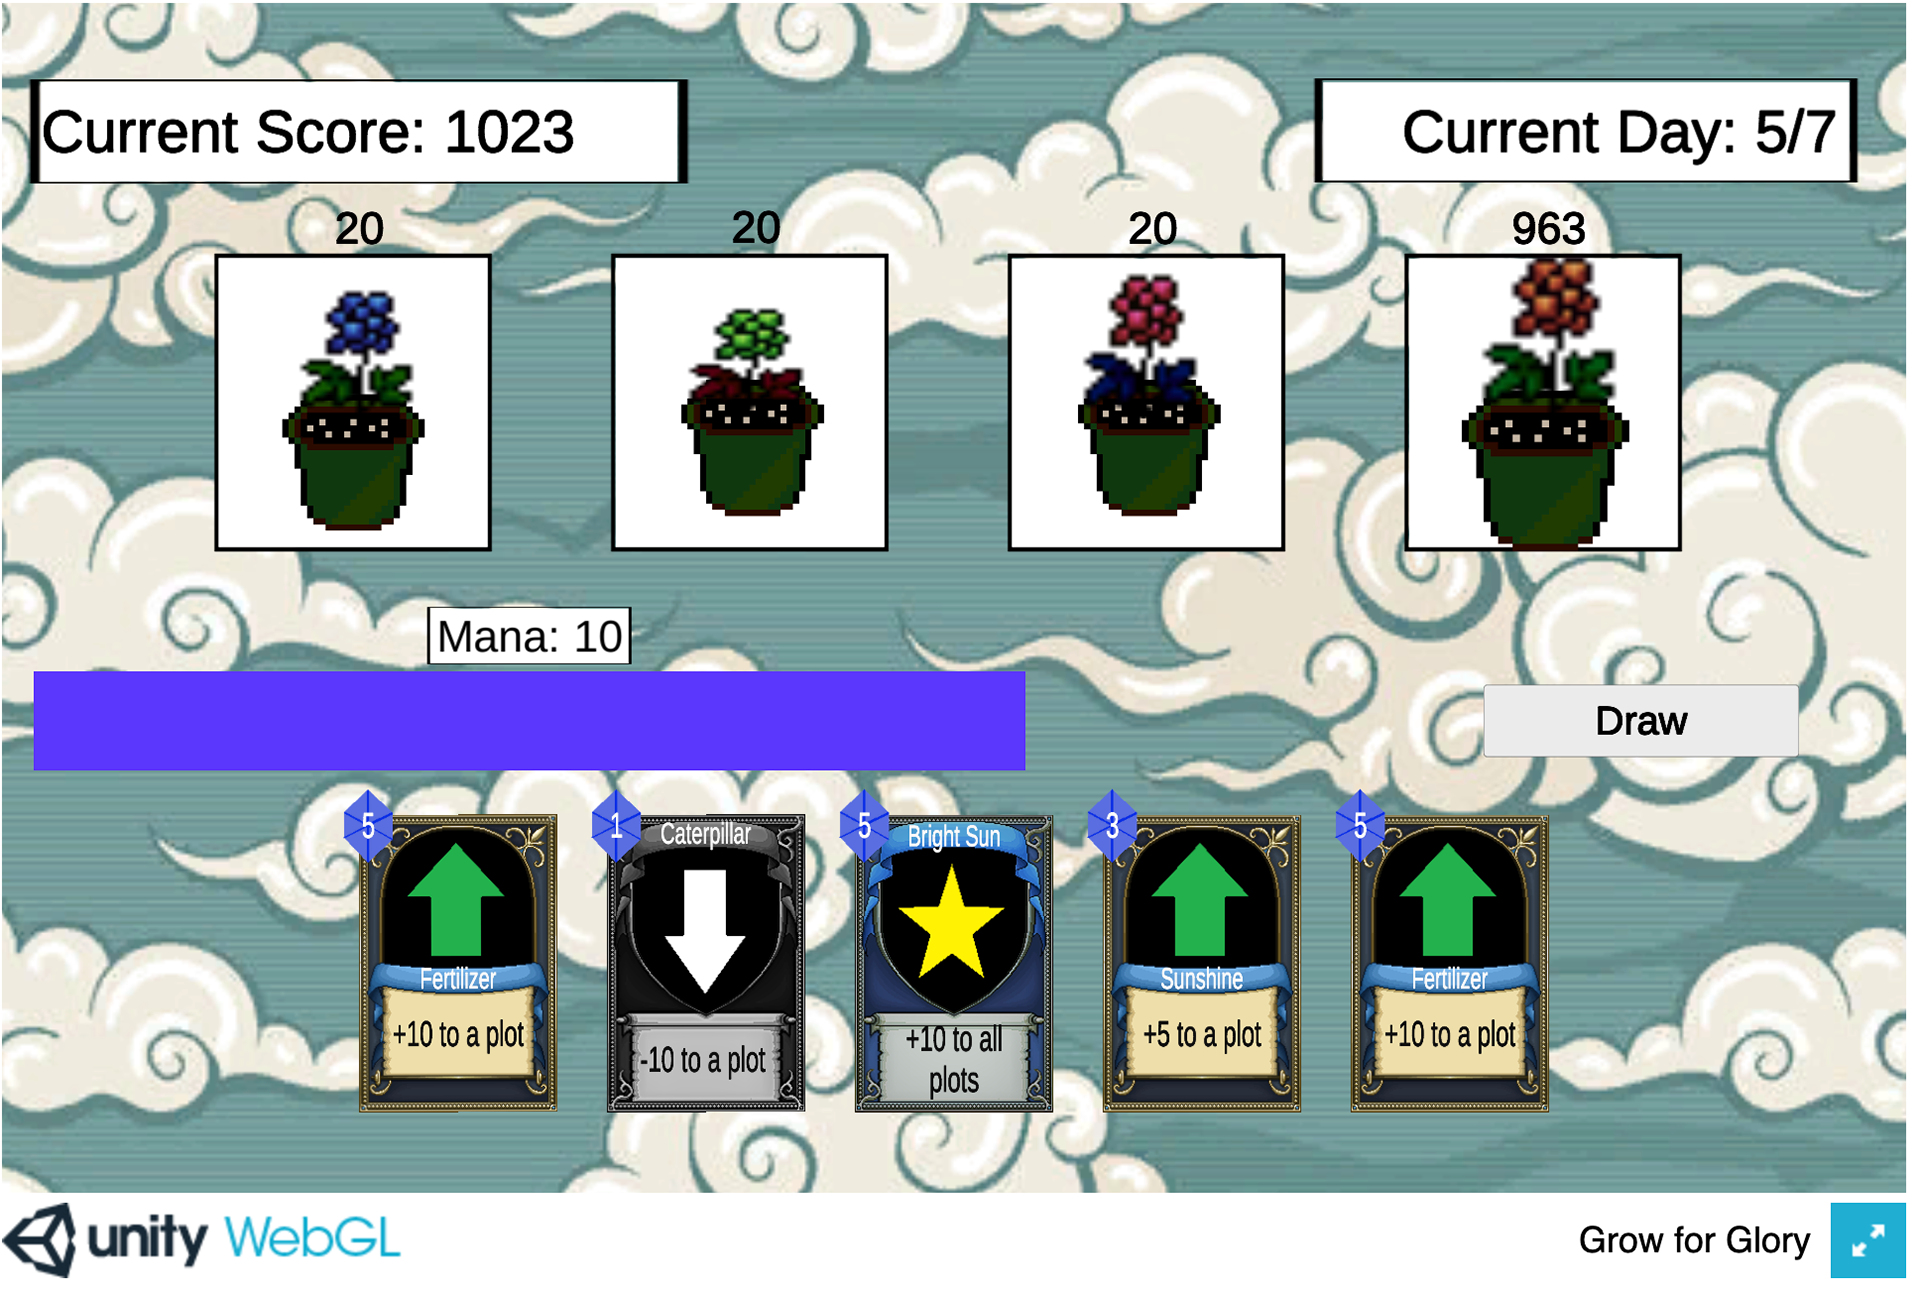 Current Score: 1023
Current Day: 5/7
20
20
20
963
Mana: 10
Draw
5
Fertilizer
+10 to a plot
1
Caterpillar
-10 to a plot
5
Bright Sun
+10 to all
plots
3
Sunshine
+5 to a plot
5
Fertilizer
+10 to a plot
unity WebGL
Grow for Glory